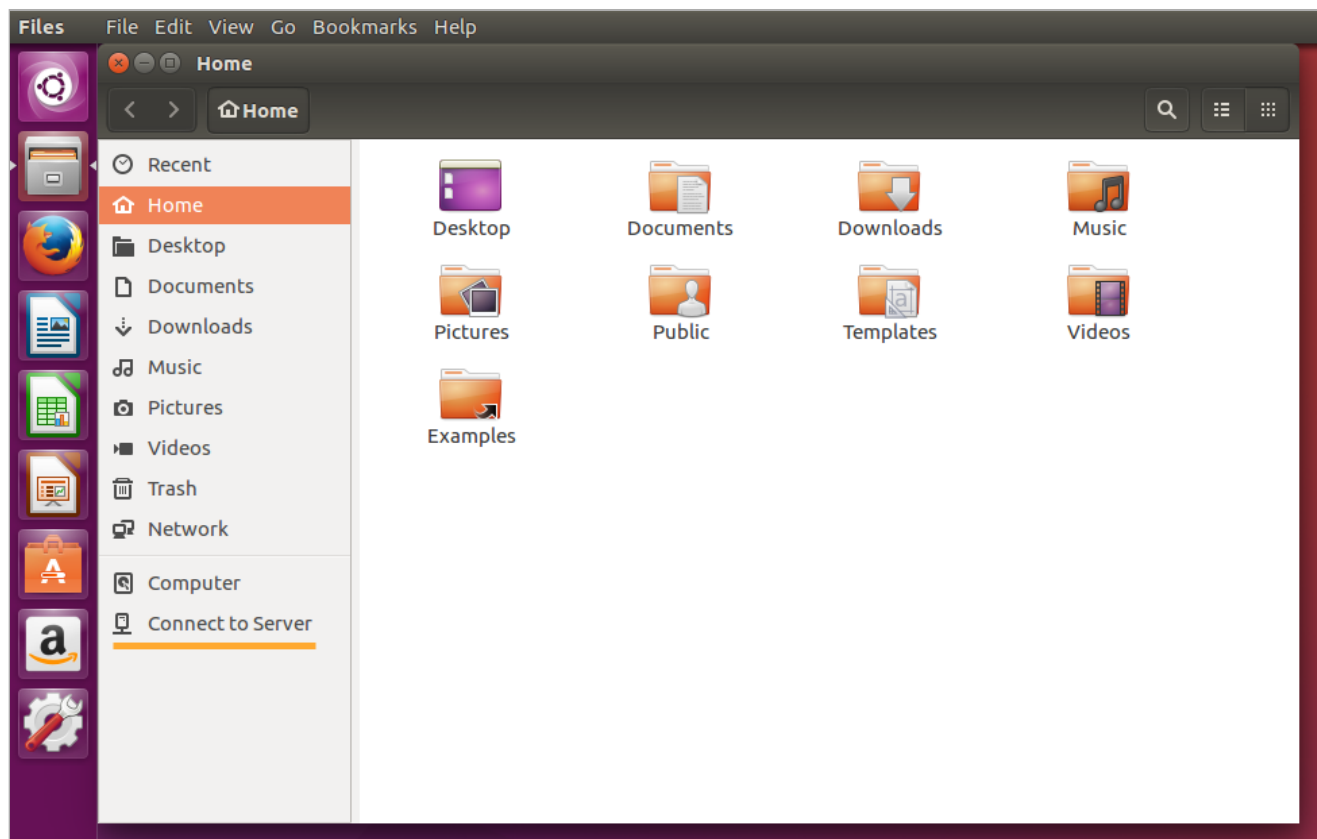 Files File Edit View Go Bookmarks Help
Home
Home
Recent
Home
Desktop
Documents
Downloads
Music
Pictures
Videos
Trash
Network
Computer
Connect to Server
Desktop Documents Downloads Music
Pictures Public Templates Videos
Examples